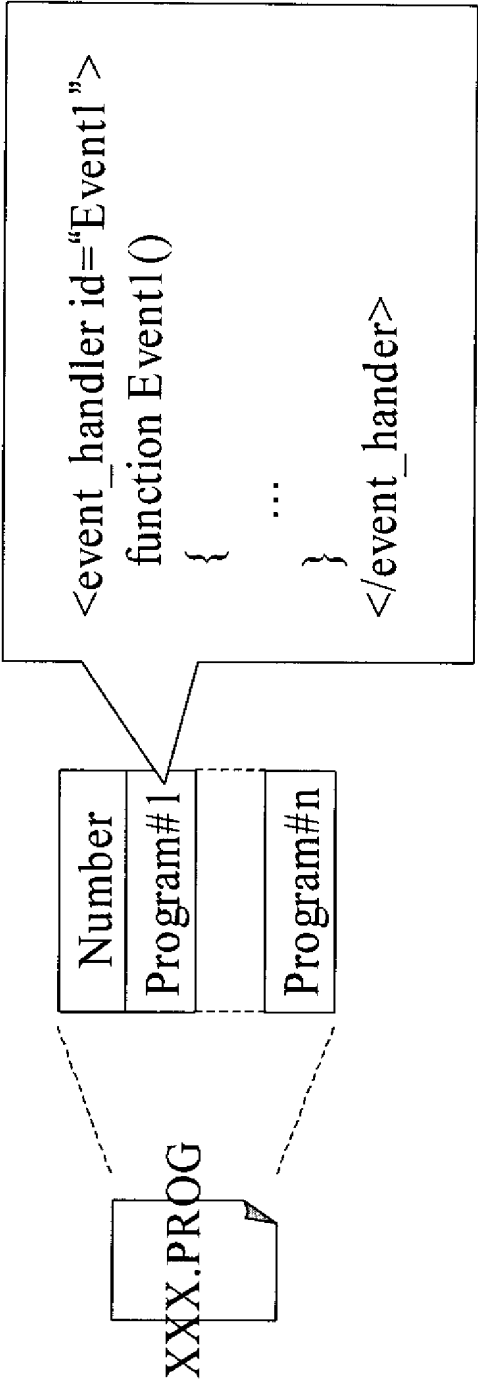 XXX.PROG
Number
Program#1
Program#n
<event_handler id=“Event1”>
function Event1()
{
...
}
</event_hander>